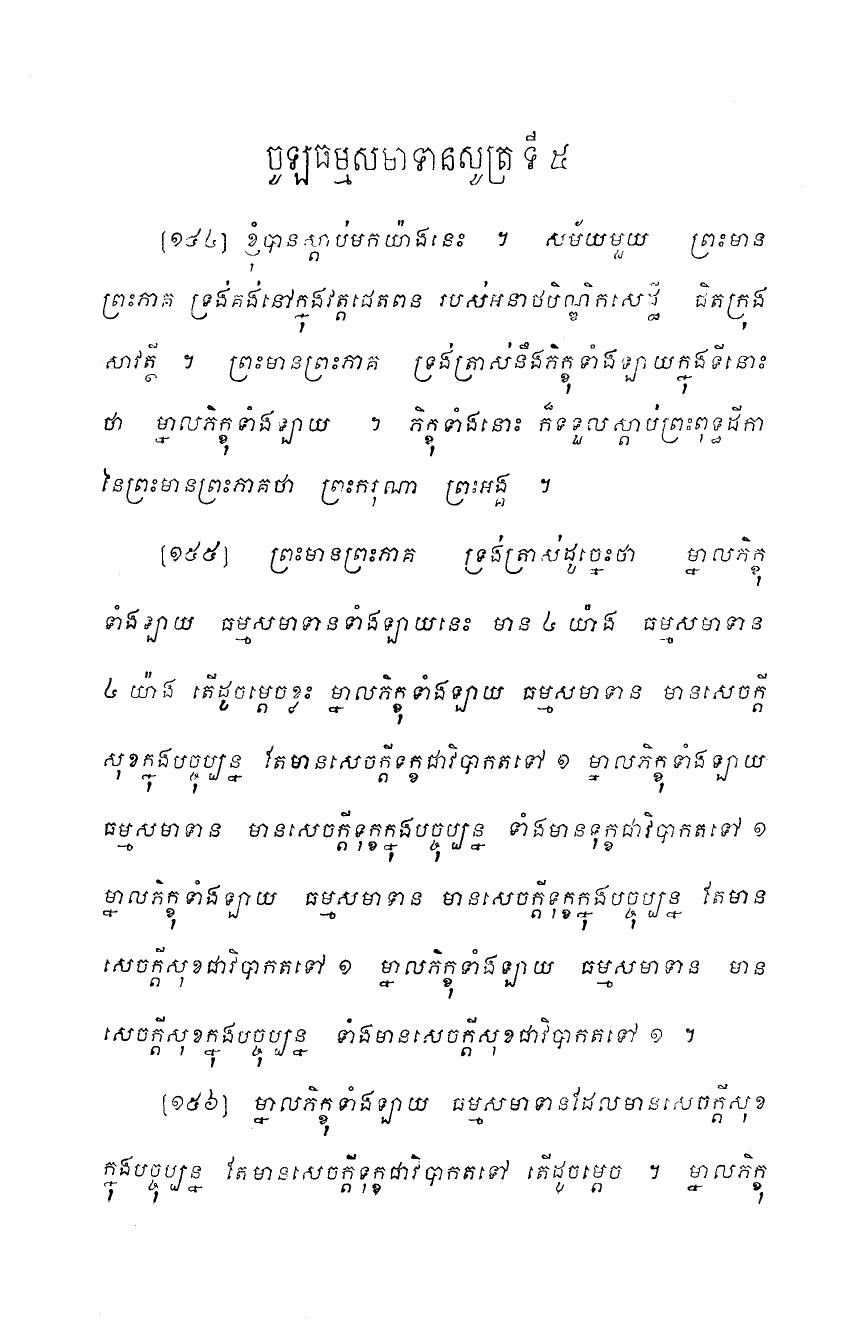 ចូឡធម្មសមាទានសូត្រ ទី ៥
[១៥៤] ខ្ញុំបានស្តាប់មកយ៉ាងនេះ ។ សម័យមួយ ព្រះមាន
ព្រះភាគ ទ្រង់គង់នៅក្នុងវត្តជេតពន របស់អនាថបិណ្ឌិកសេដ្ឋី ជិតក្រុង
សាវត្ថី ។ ព្រះមានព្រះភាគ ទ្រង់ត្រាស់នឹងភិក្ខុទាំងឡាយក្នុងទីនោះ
ថា ម្នាលភិក្ខុទាំងឡាយ ។ ភិក្ខុទាំងនោះ ក៏ទទួលស្តាប់ព្រះពុទ្ធដីកា
នៃព្រះមានព្រះភាគថា ព្រះករុណា ព្រះអង្គ ។
[១៥៥] ព្រះមានព្រះភាគ ទ្រង់ត្រាស់ដូច្នេះថា ម្នាលភិក្ខុ
ទាំងឡាយ ធម្មសមាទានទាំងឡាយនេះ មាន ៤ យ៉ាង ធម្មសមាទាន
៤ យ៉ាង តើដូចម្តេចខ្លះ ម្នាលភិក្ខុទាំងឡាយ ធម្មសមាទាន មានសេចក្តី
សុខក្នុងបច្ចុប្បន្ន តែមានសេចក្តីទុក្ខជាវិបាកតទៅ ១ ម្នាលភិក្ខុទាំងឡាយ
ធម្មសមាទាន មានសេចក្តីទុក្ខក្នុងបច្ចុប្បន្ន ទាំងមានទុក្ខជាវិបាកតទៅ ១
ម្នាលភិក្ខុទាំងឡាយ ធម្មសមាទាន មានសេចក្តីទុក្ខក្នុងបច្ចុប្បន្ន តែមាន
សេចក្តីសុខជាវិបាកតទៅ ១ ម្នាលភិក្ខុទាំងឡាយ ធម្មសមាទាន មាន
សេចក្តីសុខក្នុងបច្ចុប្បន្ន ទាំងមានសេចក្តីសុខជាវិបាកតទៅ ១ ។
[១៥៦] ម្នាលភិក្ខុទាំងឡាយ ធម្មសមាទានដែលមានសេចក្តីសុខ
ក្នុងបច្ចុប្បន្ន តែមានសេចក្តីទុក្ខជាវិបាកតទៅ តើដូចម្តេច ។ ម្នាលភិក្ខុ